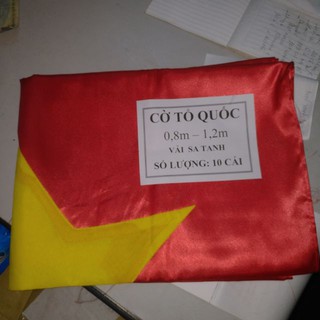 CỜ TỔ QUỐC
0,8m – 1,2m
VẢI SA TANH
SỐ LƯỢNG: 10 CÁI